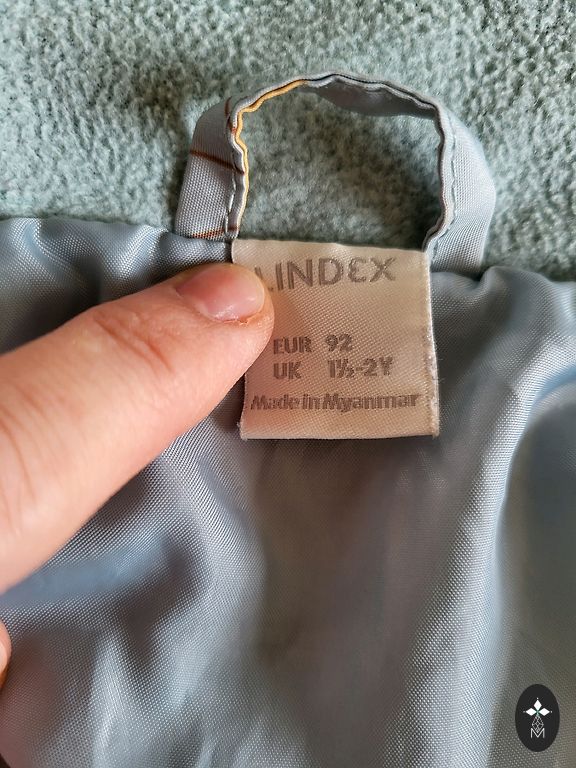 LINDEX
EUR 92
UK 1½-2Y
Made in Myanmar
M